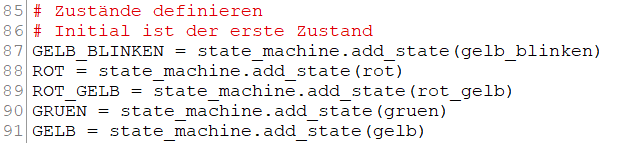 85 # Zustände definieren
86 # Initial ist der erste Zustand
87 GELB_BLINKEN = state_machine.add_state(gelb_blinken)
88 ROT = state_machine.add_state(rot)
89 ROT_GELB = state_machine.add_state(rot_gelb)
90 GRUEN = state_machine.add_state(gruen)
91 GELB = state_machine.add_state(gelb)